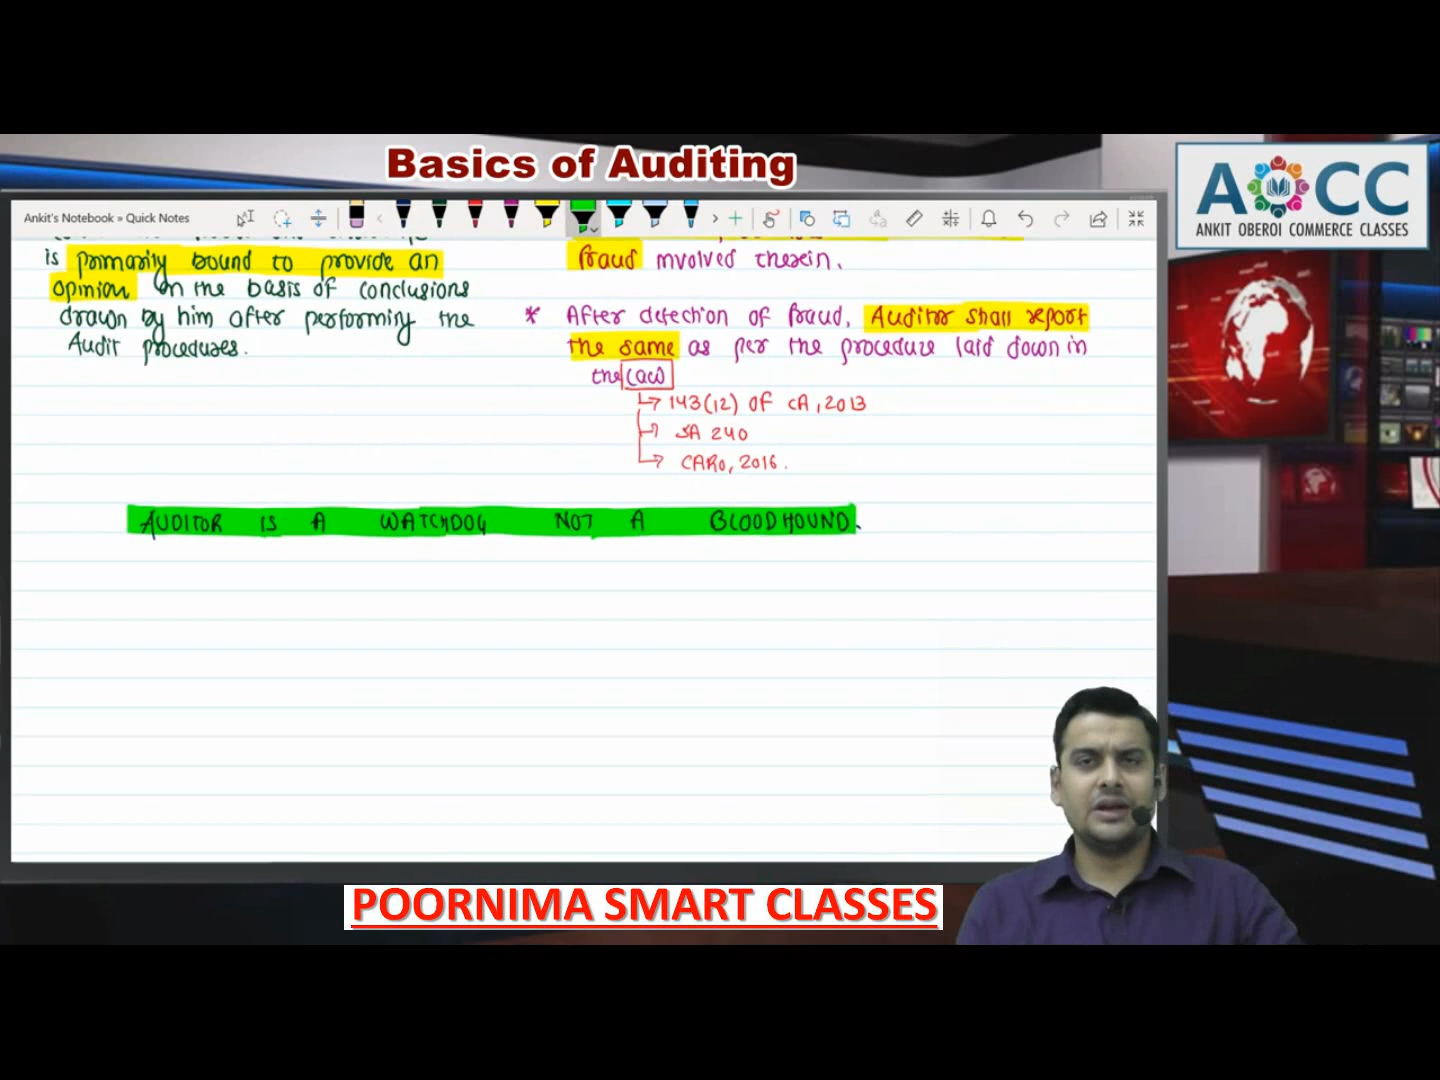 Basics of Auditing
AOCC
ANKIT OBEROI COMMERCE CLASSES
Ankit's Notebook » Quick Notes
is primarily bound to provide an
opinion on the basis of conclusions
drawn by him after performing the
Audit procedures.
fraud involved therein.
* After detection of fraud, Auditor shall report
the same as per the procedure laid down in
the law
→ 143(12) OF CA, 2013
→ SA 240
→ CARO, 2016.
AUDITOR IS A WATCHDOG NOT A BLOODHOUND.
POORNIMA SMART CLASSES